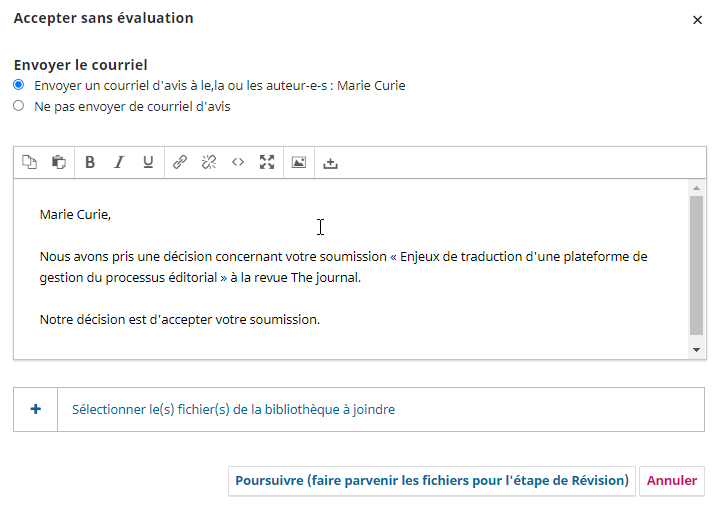 Accepter sans évaluation
Envoyer le courriel
Envoyer un courriel d'avis à le,la ou les auteur-e-s : Marie Curie
Ne pas envoyer de courriel d'avis
B I U
Marie Curie,
Nous avons pris une décision concernant votre soumission « Enjeux de traduction d'une plateforme de
gestion du processus éditorial » à la revue The journal.
Notre décision est d'accepter votre soumission.
Sélectionner le(s) fichier(s) de la bibliothèque à joindre
Poursuivre (faire parvenir les fichiers pour l'étape de Révision) Annuler